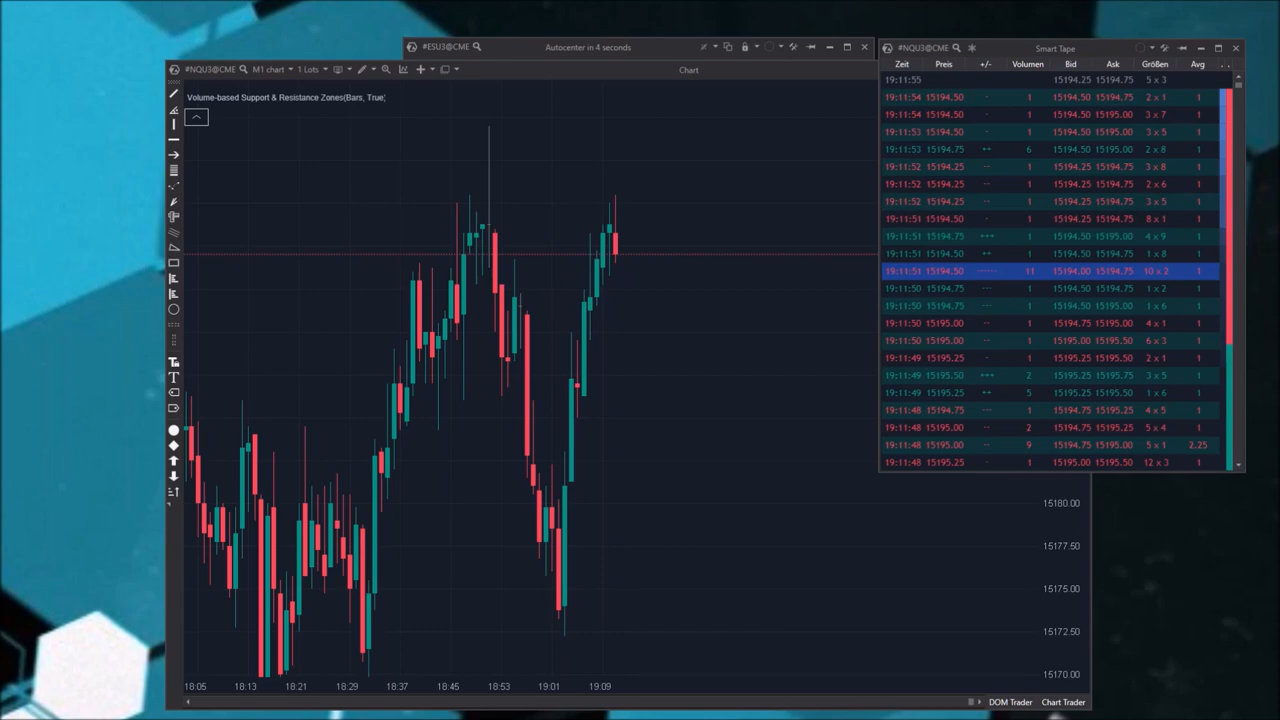 #ESU3@CME Autocenter in 4 seconds
#NQU3@CME M1 chart 1 Lots Chart
Volume-based Support & Resistance Zones(Bars, True)
15180.00
15177.50
15175.00
15172.50
15170.00
18:05 18:13 18:21 18:29 18:37 18:45 18:53 19:01 19:09
DOM Trader Chart Trader
#NQU3@CME Smart Tape
Zeit Preis +/- Volumen Bid Ask Größen Avg ..
19:11:55 15194.25 15194.75 5 x 3
19:11:54 15194.50 - 1 15194.50 15194.75 2 x 1 1
19:11:54 15194.50 - 1 15194.50 15195.00 3 x 7 1
19:11:53 15194.50 - 1 15194.50 15195.00 3 x 5 1
19:11:53 15194.75 ++ 6 15194.50 15194.75 2 x 8 1
19:11:52 15194.25 -- 1 15194.25 15194.75 3 x 8 1
19:11:52 15194.25 -- 1 15194.25 15194.50 2 x 6 1
19:11:52 15194.25 -- 1 15194.25 15194.75 3 x 5 1
19:11:51 15194.50 - 1 15194.50 15194.75 8 x 1 1
19:11:51 15194.75 +++ 1 15194.50 15195.00 4 x 9 1
19:11:51 15194.75 ++ 1 15194.50 15194.75 1 x 8 1
19:11:51 15194.50 ------ 11 15194.00 15194.75 10 x 2 1
19:11:50 15194.75 --- 1 15194.50 15194.75 1 x 2 1
19:11:50 15194.75 --- 1 15194.50 15195.00 1 x 6 1
19:11:50 15195.00 -- 1 15194.75 15195.00 4 x 1 1
19:11:50 15195.00 -- 1 15195.00 15195.50 6 x 3 1
19:11:49 15195.25 - 1 15195.25 15195.50 2 x 1 1
19:11:49 15195.50 +++ 2 15195.25 15195.50 3 x 5 1
19:11:49 15195.25 ++ 5 15195.00 15195.25 1 x 6 1
19:11:48 15194.75 --- 1 15194.75 15195.25 4 x 5 1
19:11:48 15195.00 -- 2 15194.75 15195.25 5 x 4 1
19:11:48 15195.00 -- 9 15194.75 15195.00 5 x 1 2.25
19:11:48 15195.25 - 1 15195.00 15195.50 12 x 3 1